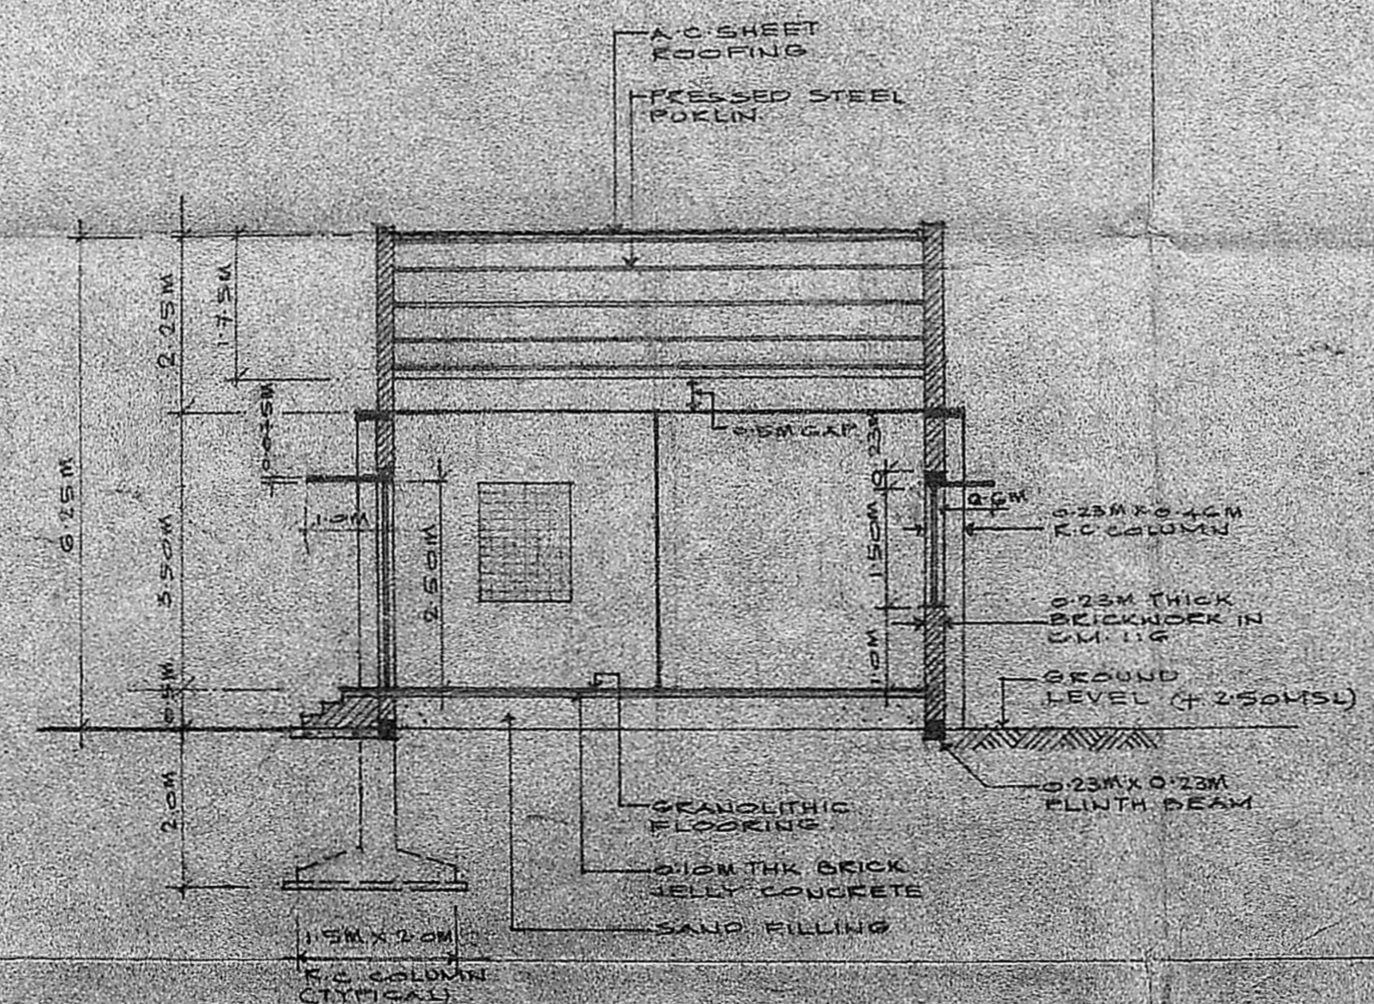 A.C. SHEET
ROOFING
PRESSED STEEL
PURLIN.
2.25M
1.75M
6.25M
3.50M
0.5M
2.0M
0.5M GAP
0.23M
1.0M
2.50M
1.50M
1.0M
0.6M
0.23M X 0.46M
R.C COLUMN
0.23M THICK
BRICKWORK IN
C.M. 1:6
GROUND
LEVEL (+ 2.50MSL)
0.23M X 0.23M
PLINTH BEAM
GRANOLITHIC
FLOORING.
0.10M THK BRICK
JELLY CONCRETE
SAND FILLING
1.5M X 2.0M
R.C COLUMN
(TYPICAL)